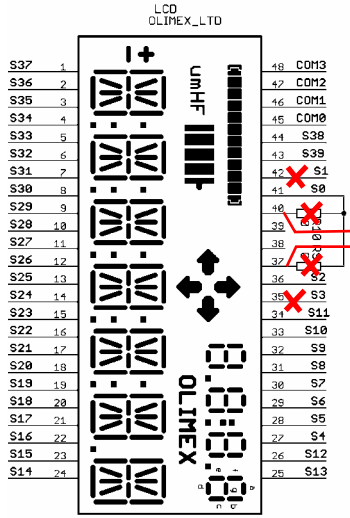 LCD
OLIMEX_LTD
S37 1 48 COM3
S36 2 47 COM2
S35 3 46 COM1
S34 4 45 COM0
S33 5 44 S38
S32 6 43 S39
S31 7 42 S1
S30 8 41 S0
S29 9 40
S28 10 39
S27 11 38
S26 12 37
S25 13 36 S2
S24 14 35 S3
S23 15 34 S11
S22 16 33 S10
S21 17 32 S9
S20 18 31 S8
S19 19 30 S7
S18 20 29 S6
S17 21 28 S5
S16 22 27 S4
S15 23 26 S12
S14 24 25 S13
OLIMEX
a
b
c
d
e
f
g